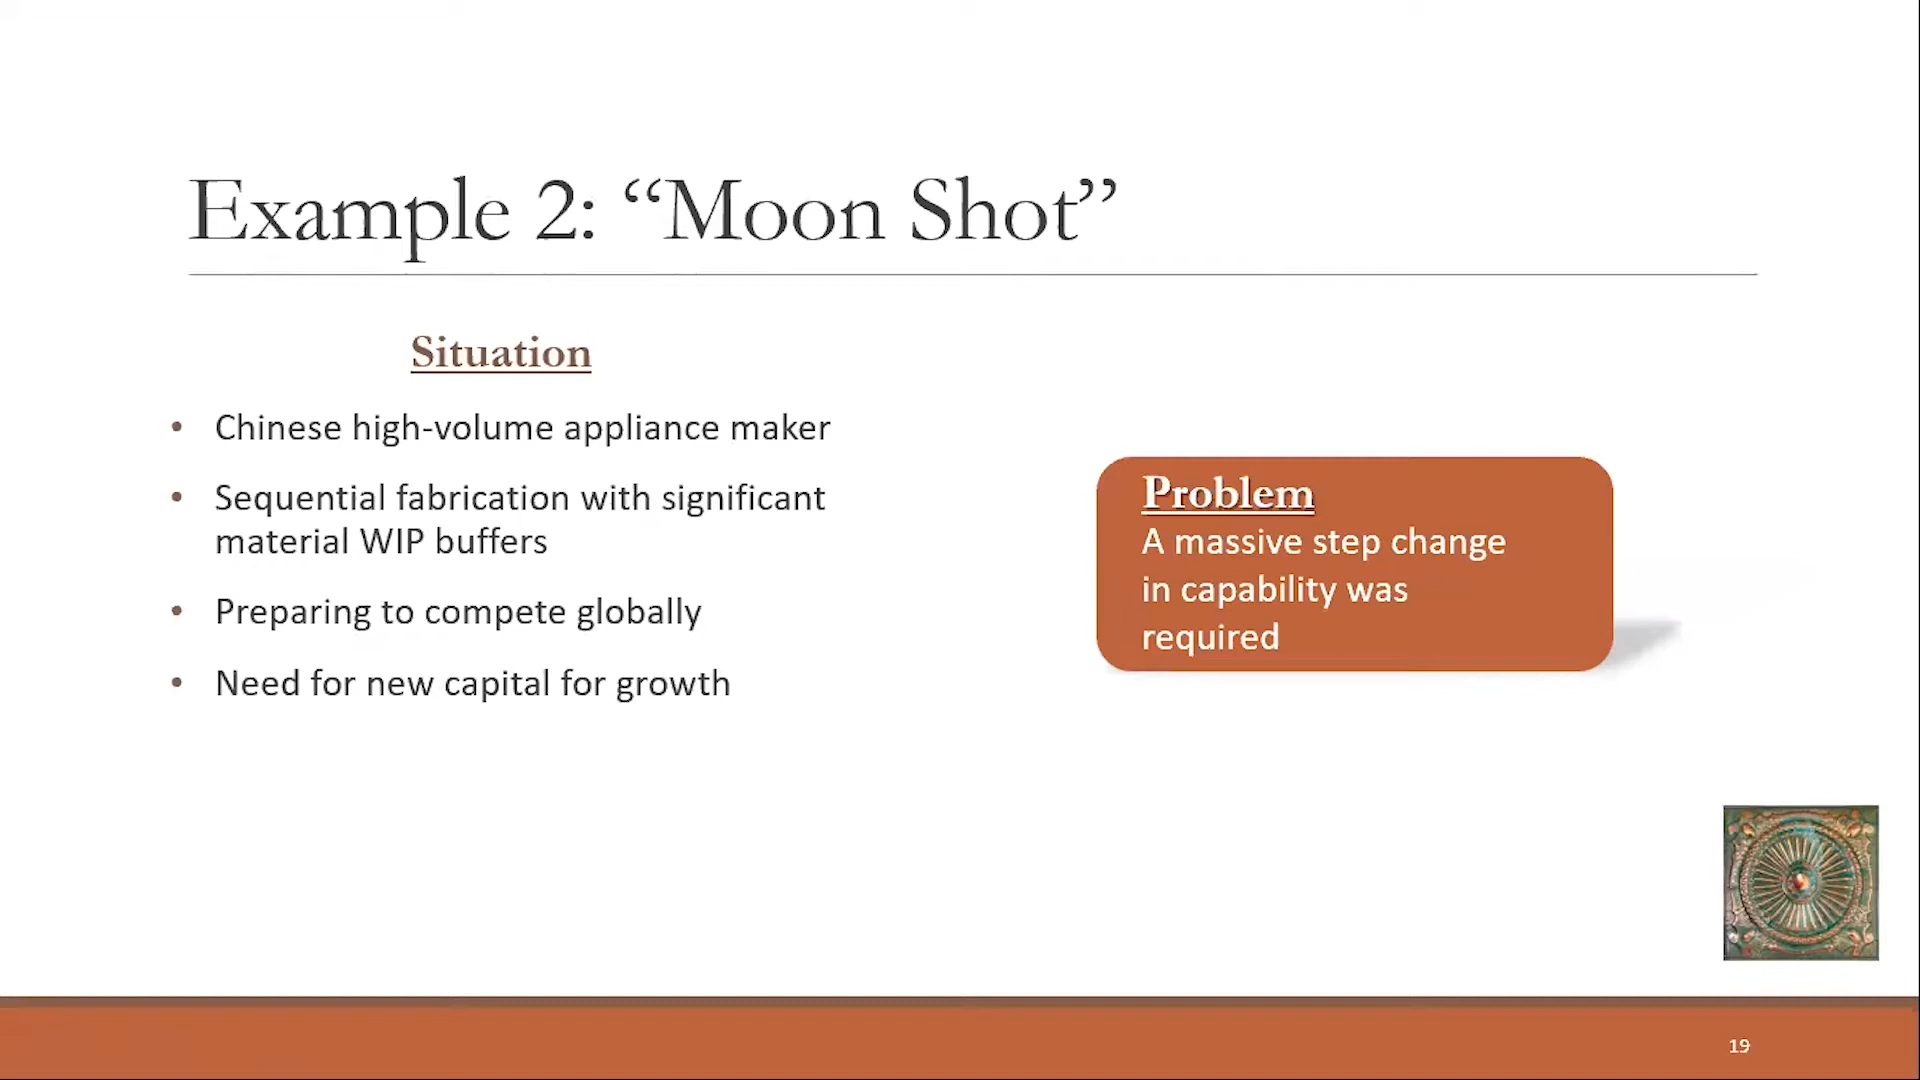 Example 2: “Moon Shot”
Situation
• Chinese high-volume appliance maker
• Sequential fabrication with significant
material WIP buffers
• Preparing to compete globally
• Need for new capital for growth
Problem
A massive step change
in capability was
required
19